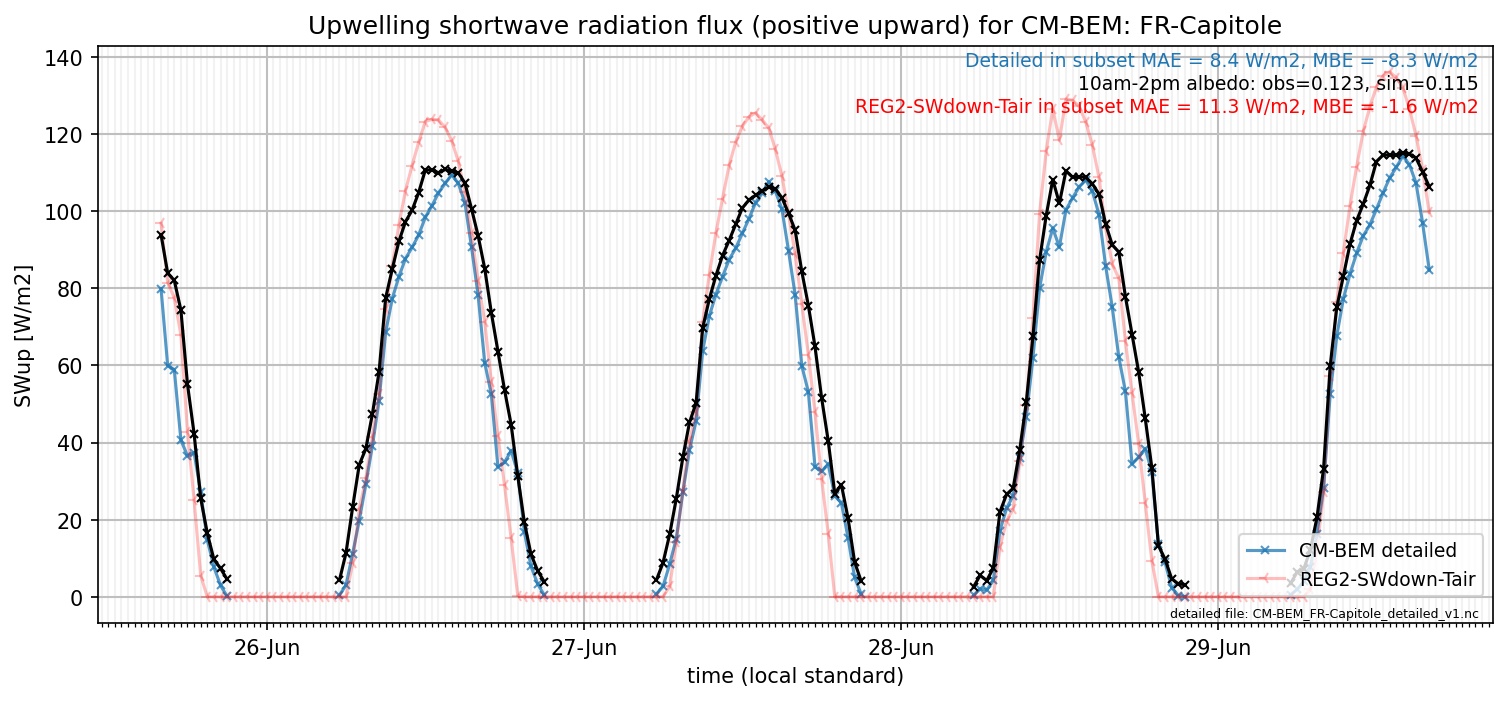 Upwelling shortwave radiation flux (positive upward) for CM-BEM: FR-Capitole
Detailed in subset MAE = 8.4 W/m2, MBE = -8.3 W/m2
10am-2pm albedo: obs=0.123, sim=0.115
REG2-SWdown-Tair in subset MAE = 11.3 W/m2, MBE = -1.6 W/m2
140
120
100
80
60
40
20
0
SWup [W/m2]
CM-BEM detailed
REG2-SWdown-Tair
detailed file: CM-BEM_FR-Capitole_detailed_v1.nc
26-Jun
27-Jun
28-Jun
29-Jun
time (local standard)